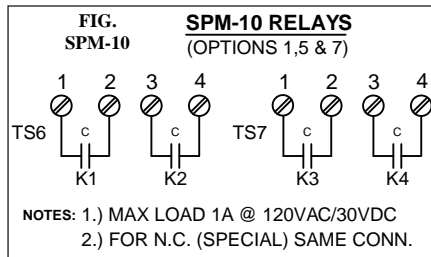 FIG. SPM-10 RELAYS
SPM-10 (OPTIONS 1,5 & 7)
1 2 3 4 1 2 3 4
TS6 C C TS7 C C
K1 K2 K3 K4
NOTES: 1.) MAX LOAD 1A @ 120VAC/30VDC
2.) FOR N.C. (SPECIAL) SAME CONN.